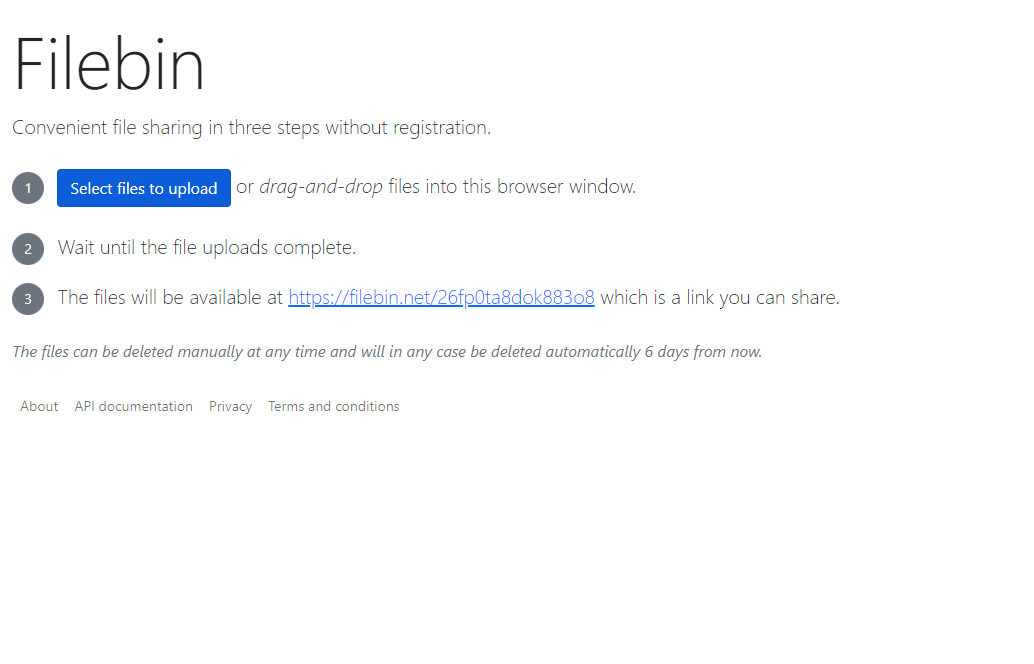 Filebin
Convenient file sharing in three steps without registration.
1 Select files to upload or drag-and-drop files into this browser window.
2 Wait until the file uploads complete.
3 The files will be available at https://filebin.net/26fp0ta8dok883o8 which is a link you can share.
The files can be deleted manually at any time and will in any case be deleted automatically 6 days from now.
About API documentation Privacy Terms and conditions